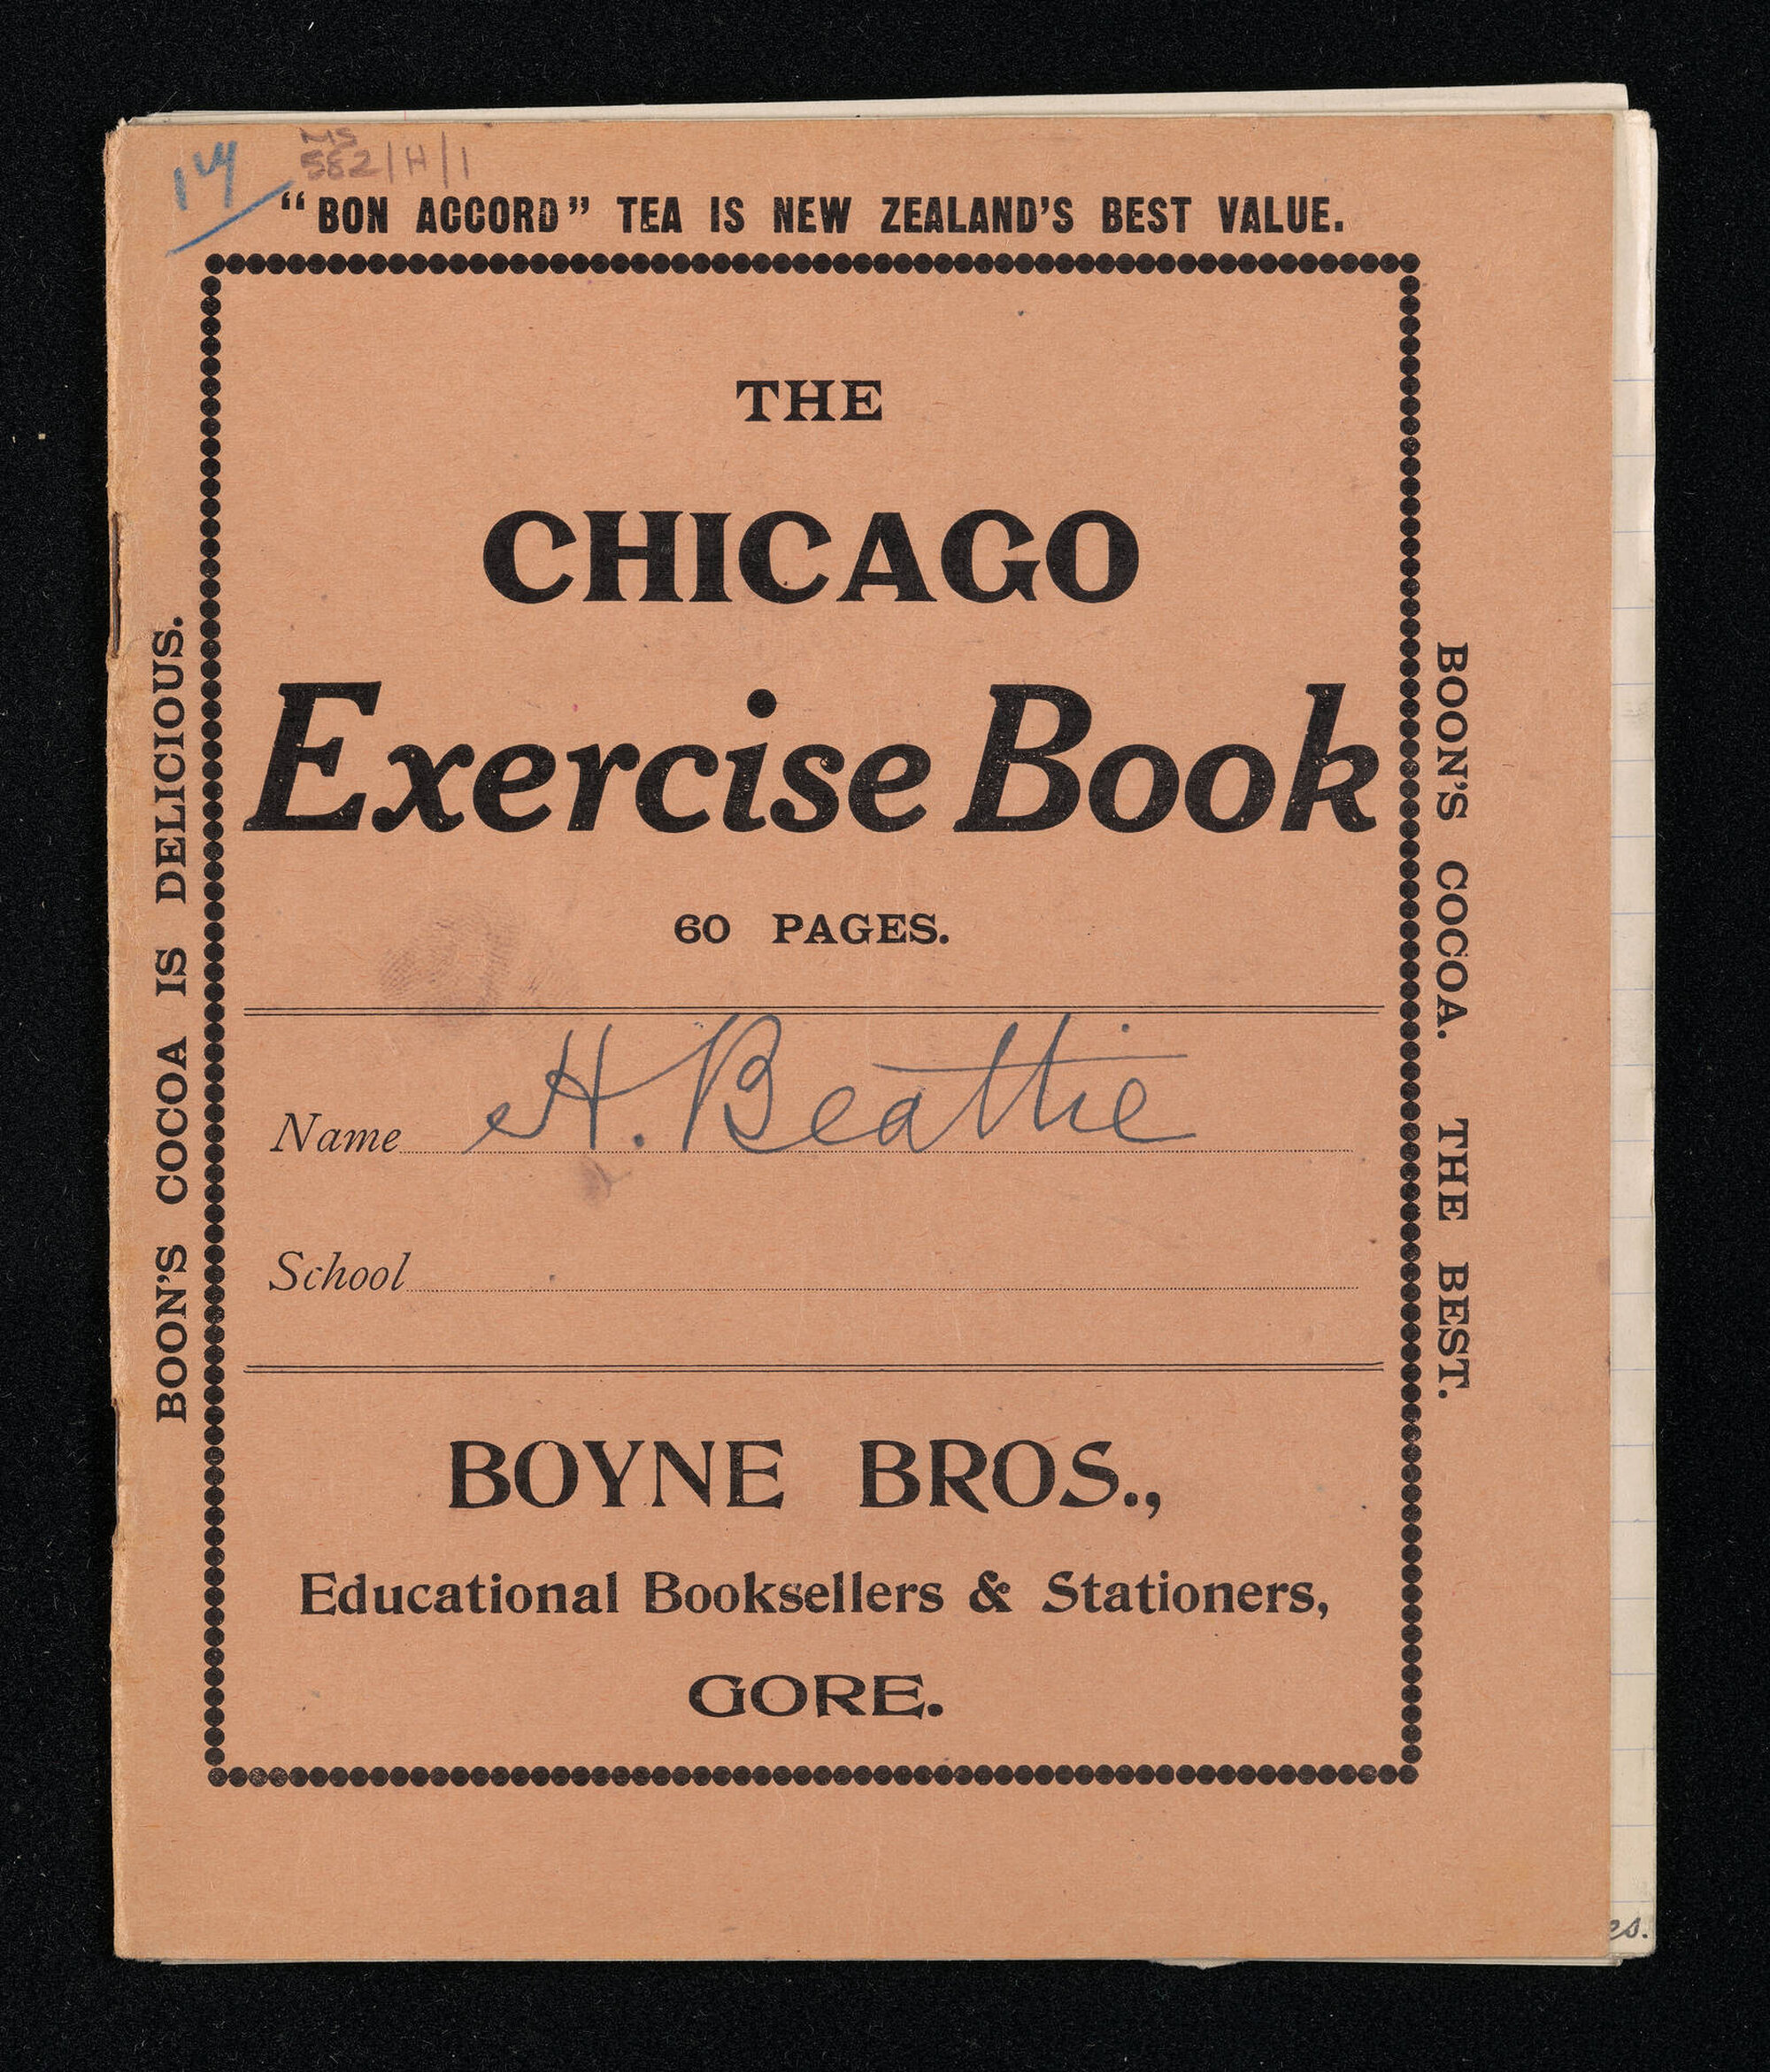 14
MS
582/H/1
"BON ACCORD" TEA IS NEW ZEALAND'S BEST VALUE.
THE
CHICAGO
Exercise Book
60 PAGES.
Name H. Beattie
School
BOYNE BROS.,
Educational Booksellers & Stationers,
GORE.
BOON'S COCOA IS DELICIOUS.
BOON'S COCOA. THE BEST.
es.